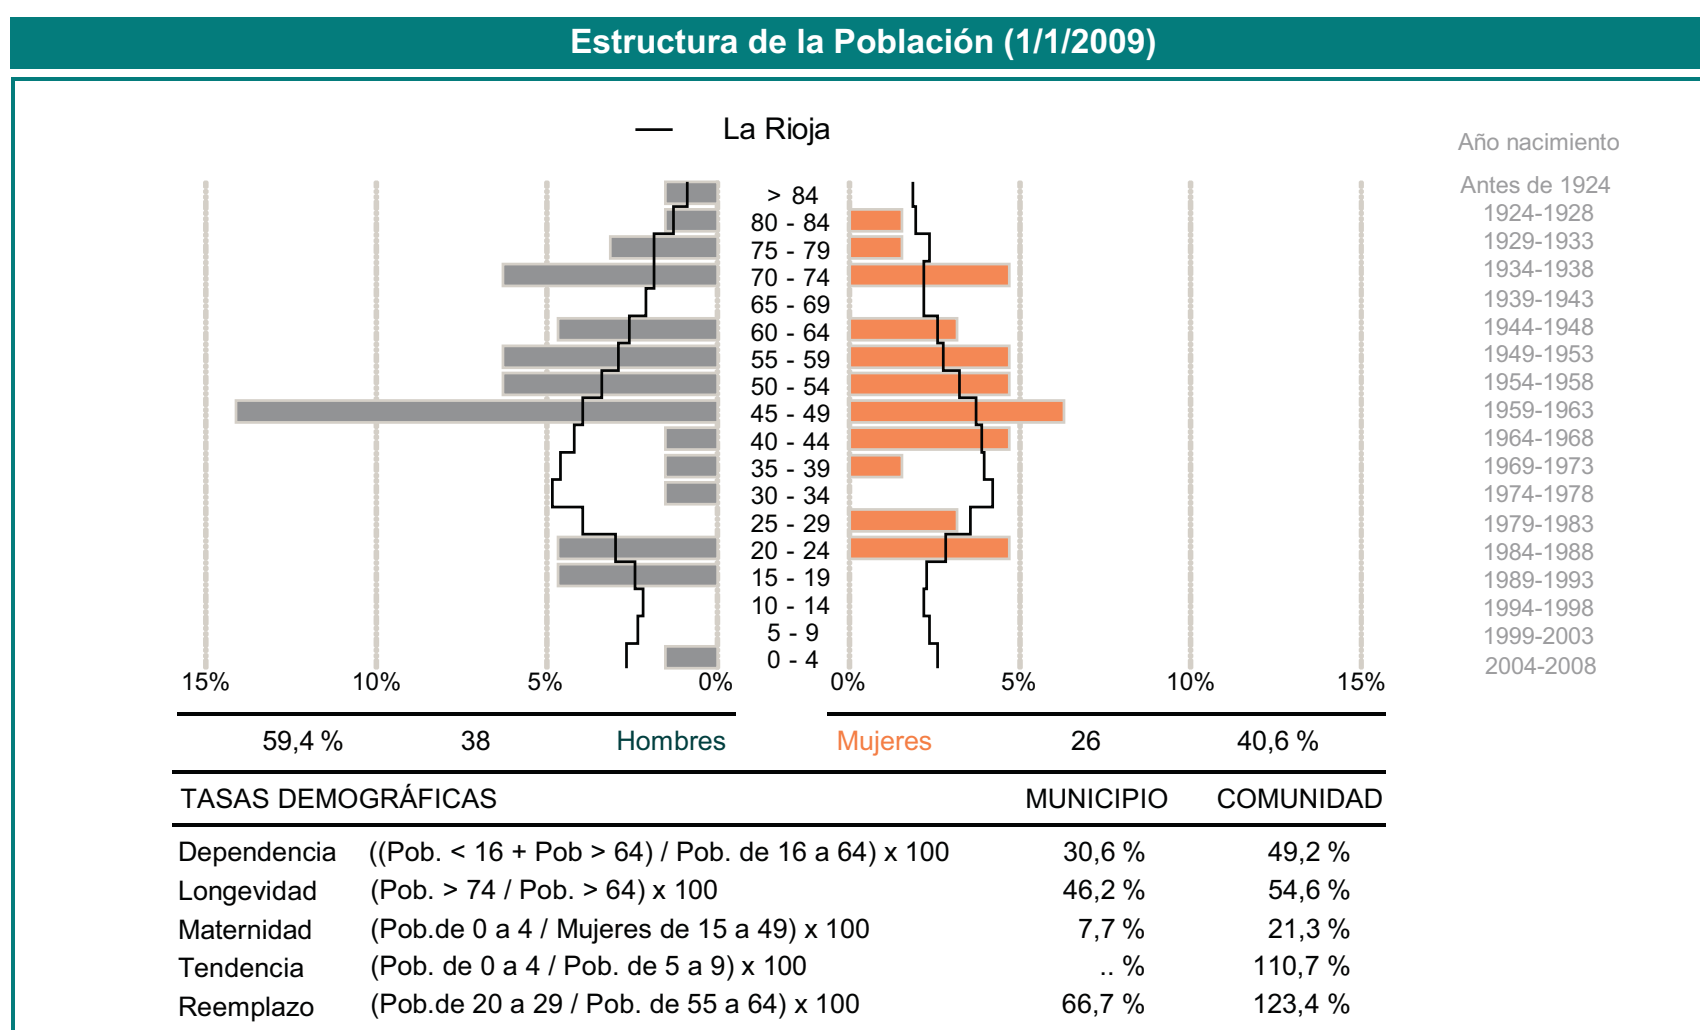 Estructura de la Población (1/1/2009)
La Rioja
Año nacimiento
> 84 Antes de 1924
80 - 84 1924-1928
75 - 79 1929-1933
70 - 74 1934-1938
65 - 69 1939-1943
60 - 64 1944-1948
55 - 59 1949-1953
50 - 54 1954-1958
45 - 49 1959-1963
40 - 44 1964-1968
35 - 39 1969-1973
30 - 34 1974-1978
25 - 29 1979-1983
20 - 24 1984-1988
15 - 19 1989-1993
10 - 14 1994-1998
5 - 9 1999-2003
0 - 4 2004-2008
15% 10% 5% 0% 0% 5% 10% 15%
59,4 % 38 Hombres Mujeres 26 40,6 %
TASAS DEMOGRÁFICAS MUNICIPIO COMUNIDAD
Dependencia ((Pob. < 16 + Pob > 64) / Pob. de 16 a 64) x 100 30,6 % 49,2 %
Longevidad (Pob. > 74 / Pob. > 64) x 100 46,2 % 54,6 %
Maternidad (Pob.de 0 a 4 / Mujeres de 15 a 49) x 100 7,7 % 21,3 %
Tendencia (Pob. de 0 a 4 / Pob. de 5 a 9) x 100 .. % 110,7 %
Reemplazo (Pob.de 20 a 29 / Pob. de 55 a 64) x 100 66,7 % 123,4 %